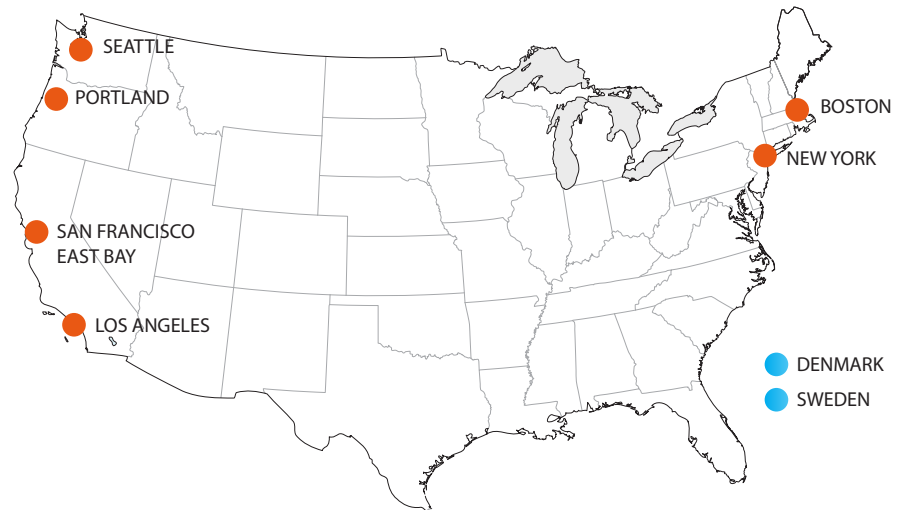 SEATTLE
PORTLAND
BOSTON
NEW YORK
SAN FRANCISCO
EAST BAY
LOS ANGELES
DENMARK
SWEDEN